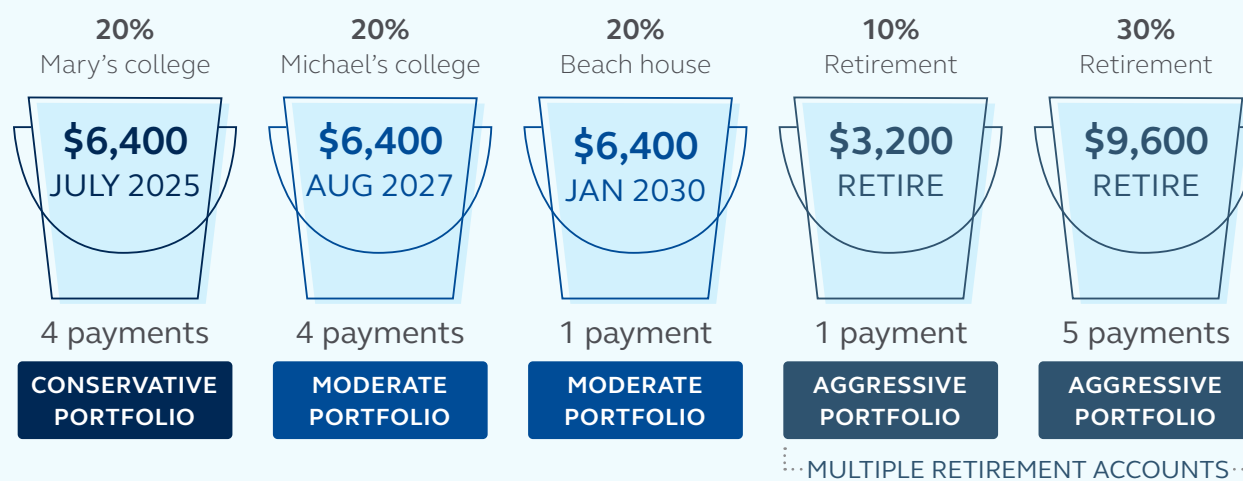 20%
Mary’s college
$6,400
JULY 2025
4 payments
CONSERVATIVE
PORTFOLIO
20%
Michael’s college
$6,400
AUG 2027
4 payments
MODERATE
PORTFOLIO
20%
Beach house
$6,400
JAN 2030
1 payment
MODERATE
PORTFOLIO
10%
Retirement
$3,200
RETIRE
1 payment
AGGRESSIVE
PORTFOLIO
30%
Retirement
$9,600
RETIRE
5 payments
AGGRESSIVE
PORTFOLIO
MULTIPLE RETIREMENT ACCOUNTS